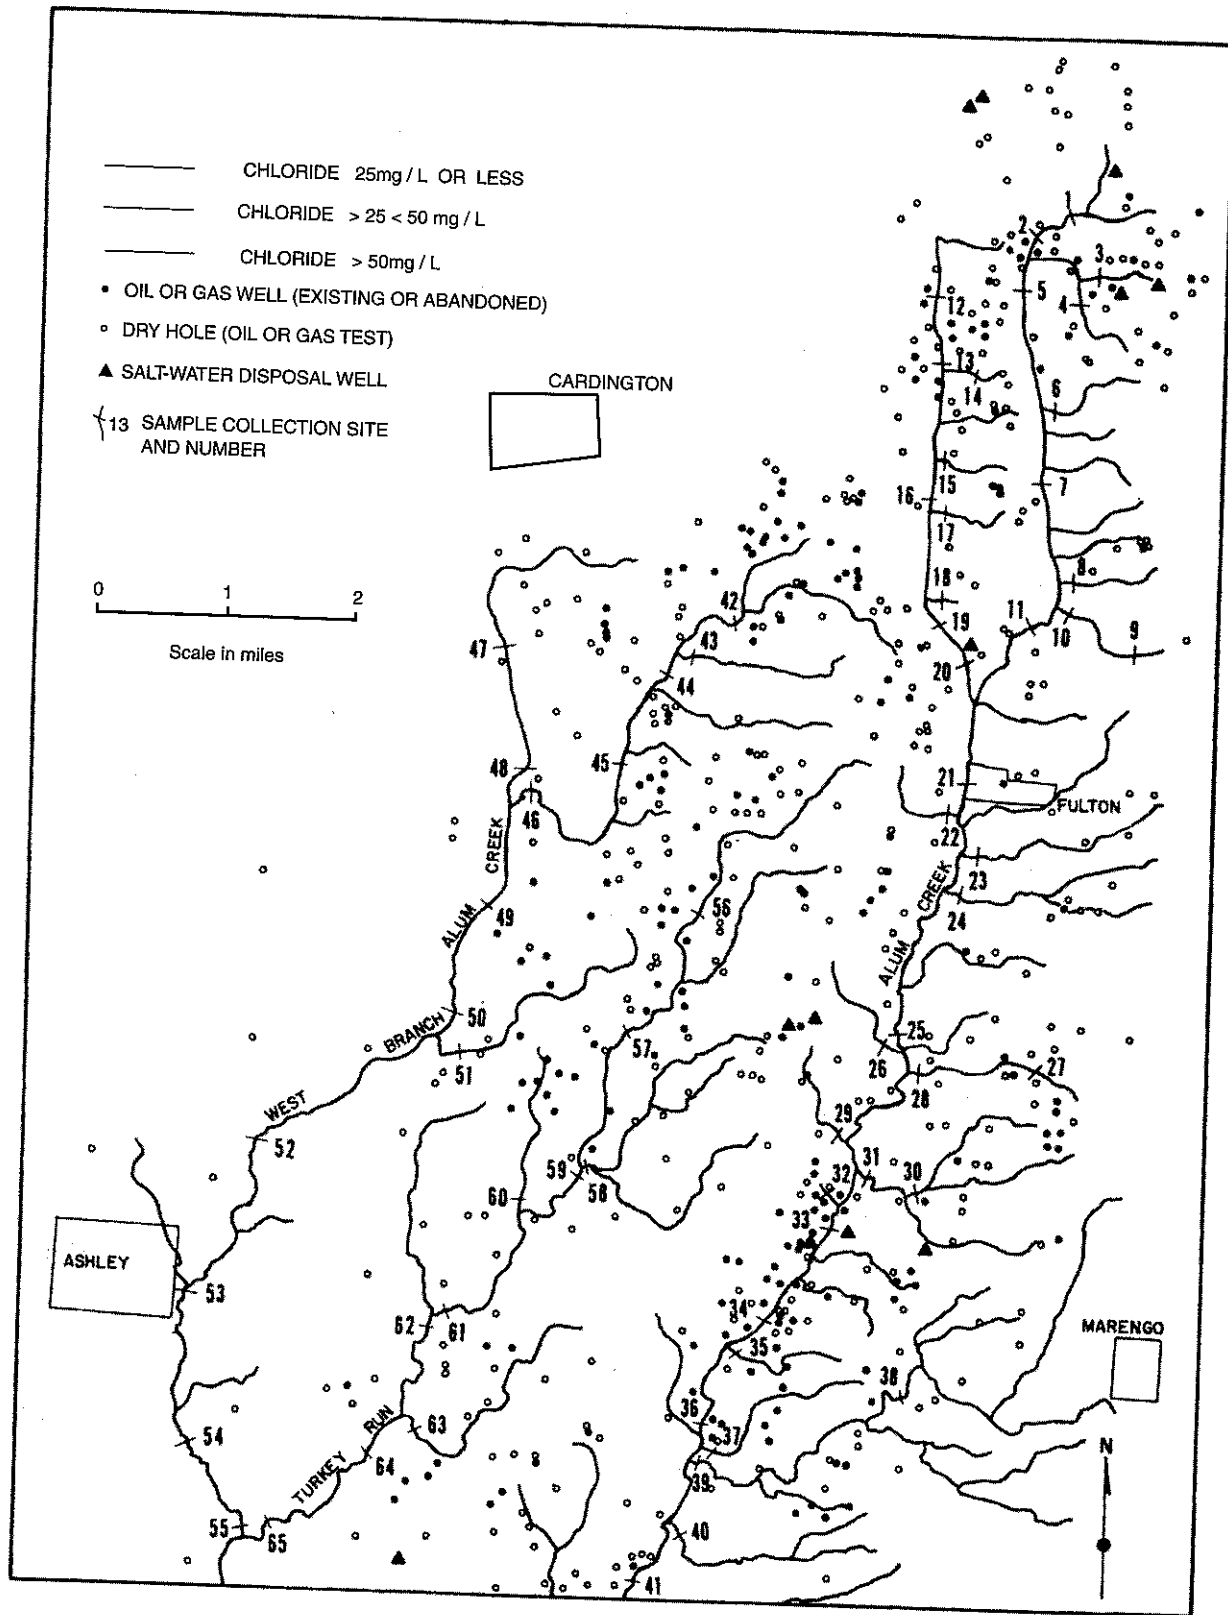 CHLORIDE 25mg / L OR LESS
CHLORIDE > 25 < 50 mg / L
CHLORIDE > 50mg / L
OIL OR GAS WELL (EXISTING OR ABANDONED)
DRY HOLE (OIL OR GAS TEST)
SALT-WATER DISPOSAL WELL
13 SAMPLE COLLECTION SITE
AND NUMBER
CARDINGTON
0 1 2
Scale in miles
1
2
3
4
5
12
13
14
6
15
16
7
17
18
8
42
19
11
10
9
47
43
20
44
48
45
21
FULTON
46
22
CREEK
23
CREEK
24
ALUM
49
56
ALUM
50
BRANCH
57
25
51
26
27
28
WEST
29
52
31
59
58
32
30
60
33
ASHLEY
53
34
62
61
35
MARENGO
38
36
37
63
RUN
54
64
N
TURKEY
39
55
65
40
41